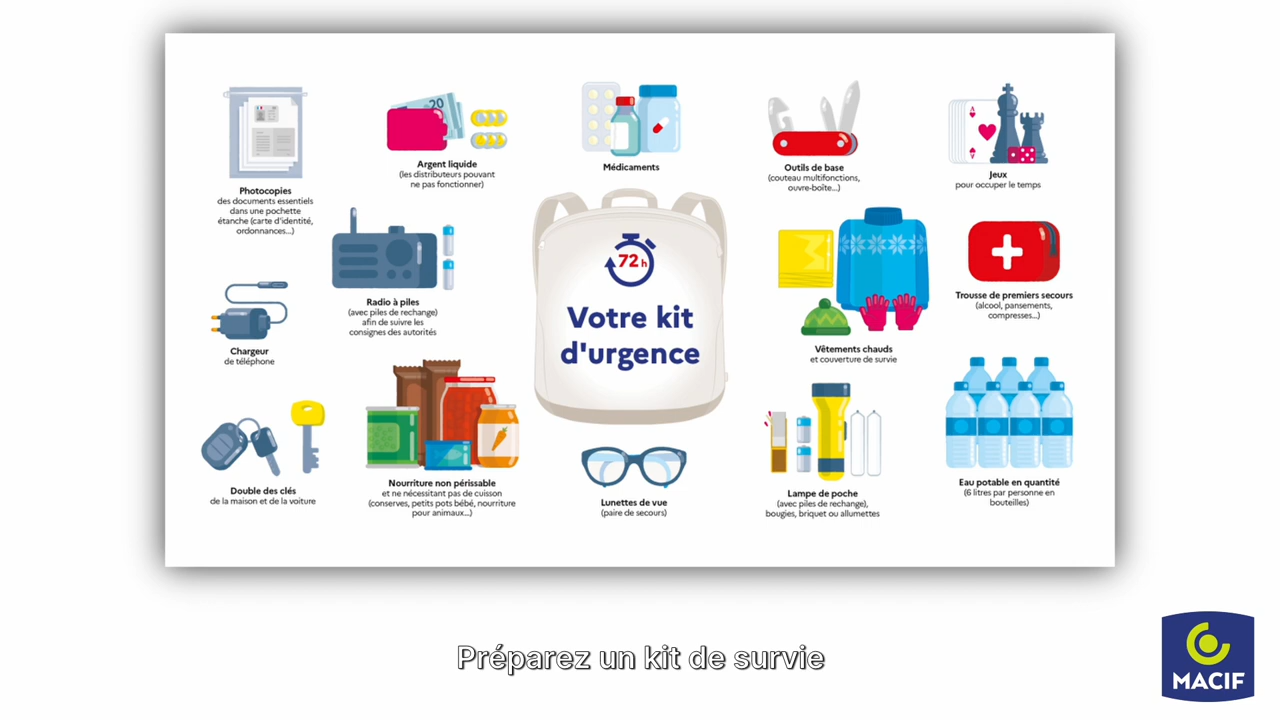 Photocopies
des documents essentiels
dans une pochette
étanche (carte d'identité,
ordonnances...)
20
Argent liquide
(les distributeurs pouvant
ne pas fonctionner)
Médicaments
Outils de base
(couteau multifonctions,
ouvre-boîte...)
A
A
Jeux
pour occuper le temps
Radio à piles
(avec piles de rechange)
afin de suivre les
consignes des autorités
72 h
Votre kit
d'urgence
Vêtements chauds
et couverture de survie
Trousse de premiers secours
(alcool, pansements,
compresses...)
Chargeur
de téléphone
Double des clés
de la maison et de la voiture
Nourriture non périssable
et ne nécessitant pas de cuisson
(conserves, petits pots bébé, nourriture
pour animaux...)
Lunettes de vue
(paire de secours)
Lampe de poche
(avec piles de rechange),
bougies, briquet ou allumettes
Eau potable en quantité
(6 litres par personne en
bouteilles)
Préparez un kit de survie
MACIF